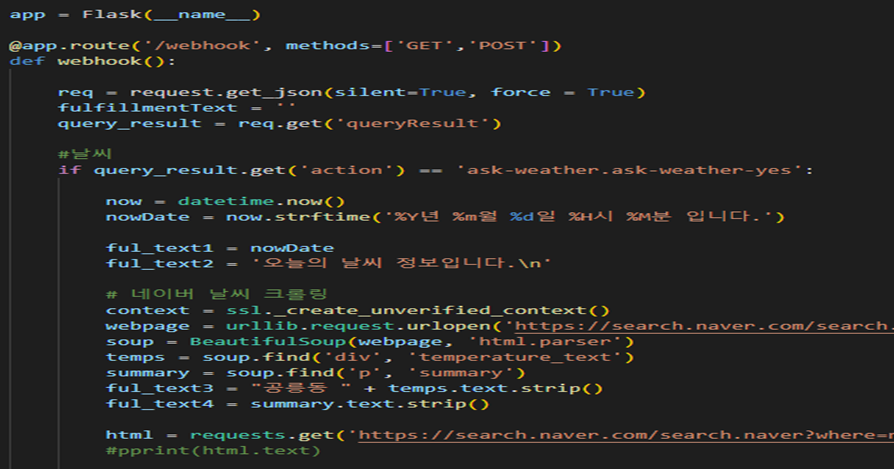 app = Flask(__name__)
@app.route('/webhook', methods=['GET','POST'])
def webhook():
req = request.get_json(silent=True, force = True)
fulfillmentText = ''
query_result = req.get('queryResult')
#날씨
if query_result.get('action') == 'ask-weather.ask-weather-yes':
now = datetime.now()
nowDate = now.strftime('%Y년 %m월 %d일 %H시 %M분 입니다.')
ful_text1 = nowDate
ful_text2 = '오늘의 날씨 정보입니다.\n'
# 네이버 날씨 크롤링
context = ssl._create_unverified_context()
webpage = urllib.request.urlopen('https://search.naver.com/search.
soup = BeautifulSoup(webpage, 'html.parser')
temps = soup.find('div', 'temperature_text')
summary = soup.find('p', 'summary')
ful_text3 = "공릉동 " + temps.text.strip()
ful_text4 = summary.text.strip()
html = requests.get('https://search.naver.com/search.naver?where=
#pprint(html.text)